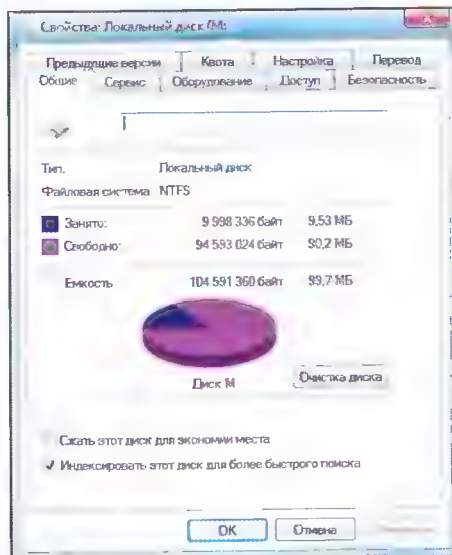 Свойства: Локальный диск (M:
Предыдущие версии Квота Настройка Перевод
Общие Сервис Оборудование Доступ Безопасность
Тип. Локальный диск
Файловая система NTFS
Занято: 9 998 336 байт 9,53 МБ
Свободно: 94 593 024 байт 90,2 МБ
Емкость 104 591 360 байт 99,7 МБ
Диск M Очистка диска
Сжать этот диск для экономии места
Индексировать этот диск для более быстрого поиска
OK Отмена